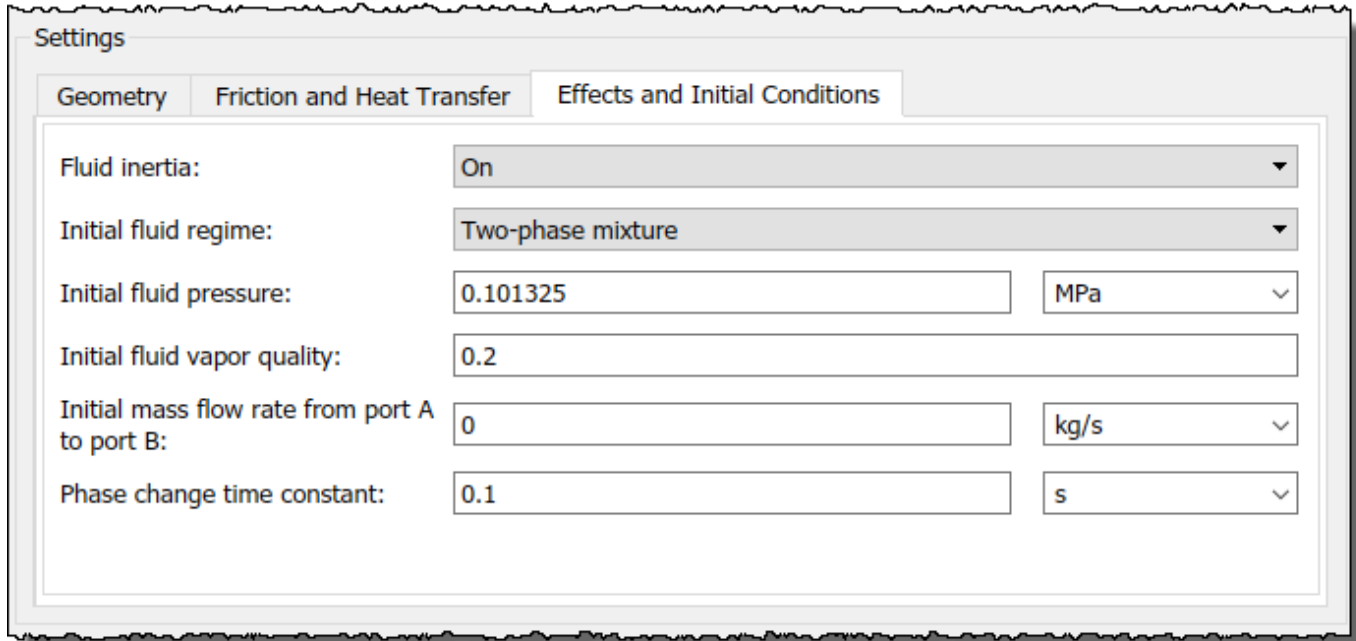 Settings
Geometry Friction and Heat Transfer Effects and Initial Conditions
Fluid inertia: On
Initial fluid regime: Two-phase mixture
Initial fluid pressure: 0.101325 MPa
Initial fluid vapor quality: 0.2
Initial mass flow rate from port A
to port B: 0 kg/s
Phase change time constant: 0.1 s